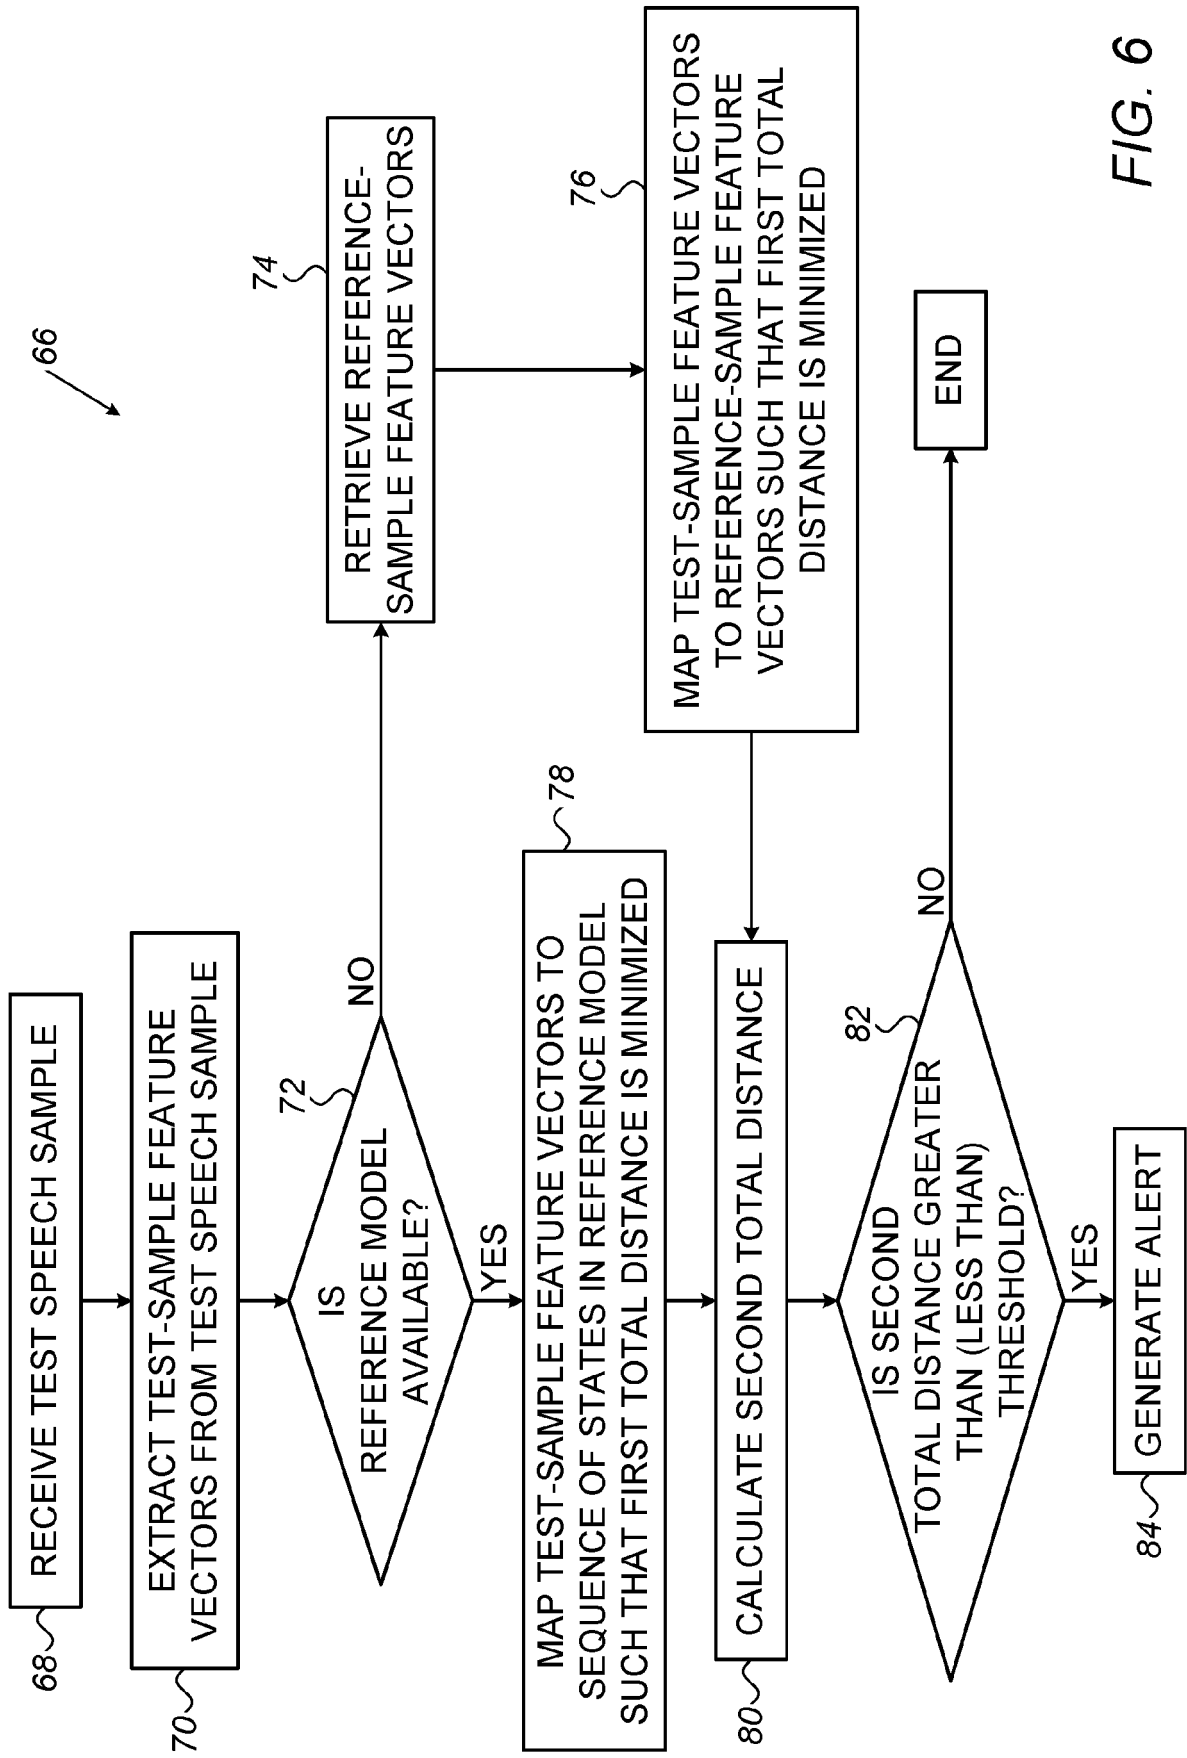 66
68
RECEIVE TEST SPEECH SAMPLE
70
EXTRACT TEST-SAMPLE FEATURE
VECTORS FROM TEST SPEECH SAMPLE
72
IS
REFERENCE MODEL
AVAILABLE?
NO
YES
74
RETRIEVE REFERENCE-
SAMPLE FEATURE VECTORS
76
MAP TEST-SAMPLE FEATURE VECTORS
TO REFERENCE-SAMPLE FEATURE
VECTORS SUCH THAT FIRST TOTAL
DISTANCE IS MINIMIZED
78
MAP TEST-SAMPLE FEATURE VECTORS TO
SEQUENCE OF STATES IN REFERENCE MODEL
SUCH THAT FIRST TOTAL DISTANCE IS MINIMIZED
80
CALCULATE SECOND TOTAL DISTANCE
82
IS SECOND
TOTAL DISTANCE GREATER
THAN (LESS THAN)
THRESHOLD?
NO
END
YES
84
GENERATE ALERT
FIG. 6